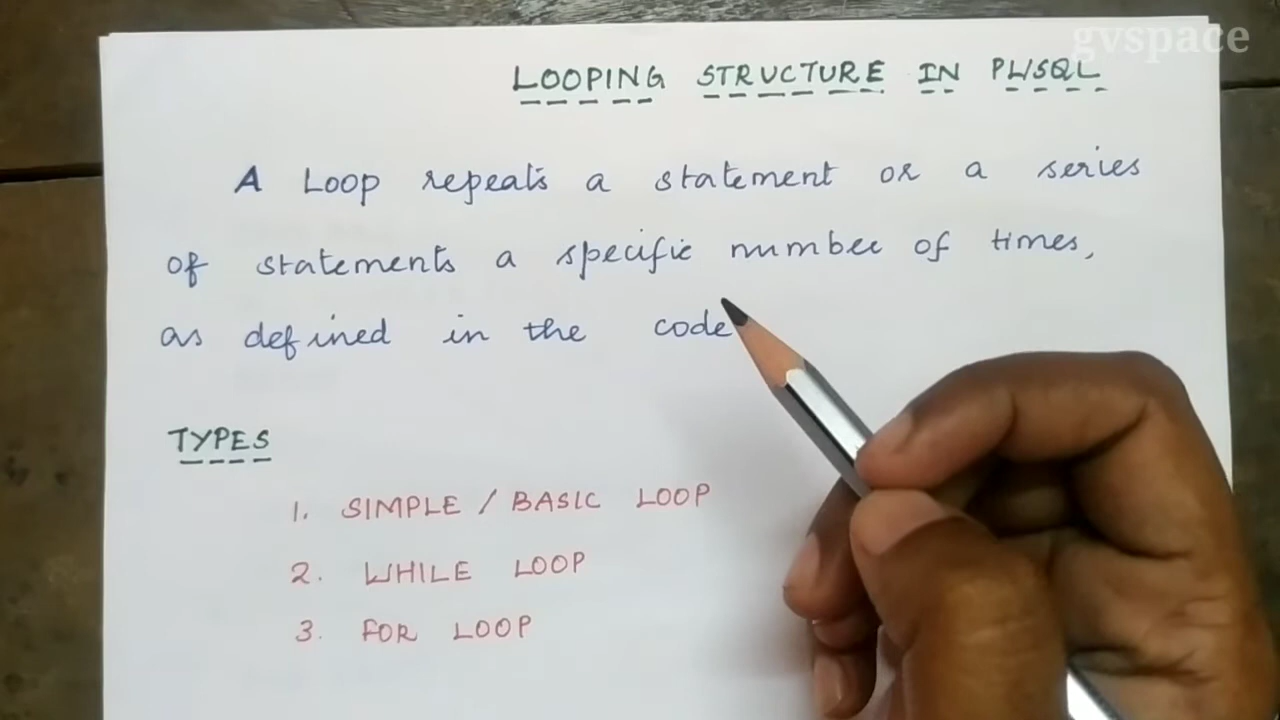 gvspace
LOOPING STRUCTURE IN PL/SQL
A Loop repeats a statement or a series
of statements a specific number of times,
as defined in the code
TYPES
1. SIMPLE / BASIC LOOP
2. WHILE LOOP
3. FOR LOOP